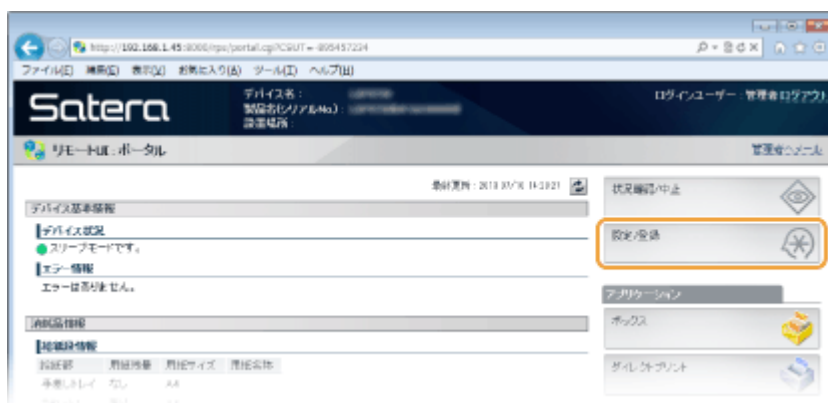 http://192.168.1.45:8000/rps/portal.cgi?CGUT=-895457224
ファイル(F) 編集(E) 表示(V) お気に入り(A) ツール(T) ヘルプ(H)
Satera
デバイス名:
製品名(シリアルNo.):
設置場所:
ログインユーザー: 管理者 ログアウト
リモートUI: ポータル
管理者へメール
最終更新:
状況確認/中止
デバイス基本情報
デバイス状況
スリープモードです。
設定/登録
エラー情報
エラーはありません。
アプリケーション
消耗品情報
ボックス
給紙段情報
給紙部 用紙残量 用紙サイズ 用紙名称
手差しトレイ なし A4
ダイレクトプリント